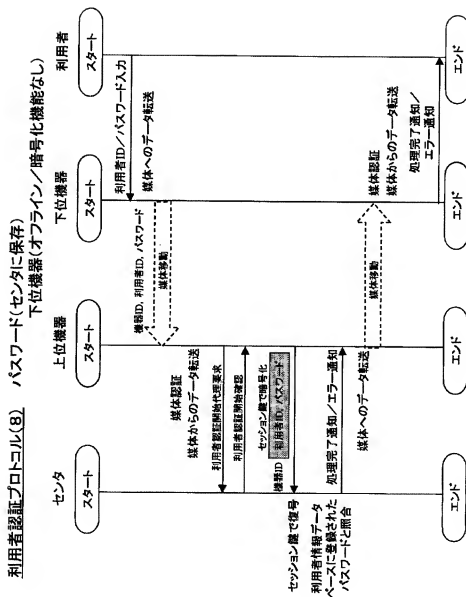 利用者認証プロトコル(8) パスワード(センタに保存)
下位機器(オフライン/暗号化機能なし)
センタ
上位機器
下位機器
利用者
スタート
スタート
スタート
スタート
利用者ID/パスワード入力
媒体へのデータ転送
機器ID、利用者ID、パスワード
媒体移動
媒体認証
媒体からのデータ転送
利用者認証開始代理要求
利用者認証開始確認
セッション鍵で暗号化
機器ID
利用者ID、パスワード
セッション鍵で復号
利用者情報データ
ベースに登録された
パスワードと照合
処理完了通知/エラー通知
媒体へのデータ転送
媒体移動
媒体認証
媒体からのデータ転送
処理完了通知/
エラー通知
エンド
エンド
エンド
エンド